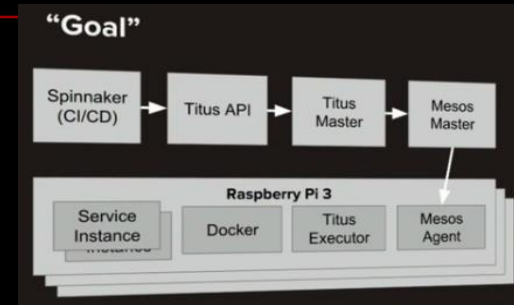 “Goal”
Spinnaker
(CI/CD)
Titus API
Titus
Master
Mesos
Master
Raspberry Pi 3
Service
Instance
Instance
Docker
Titus
Executor
Mesos
Agent